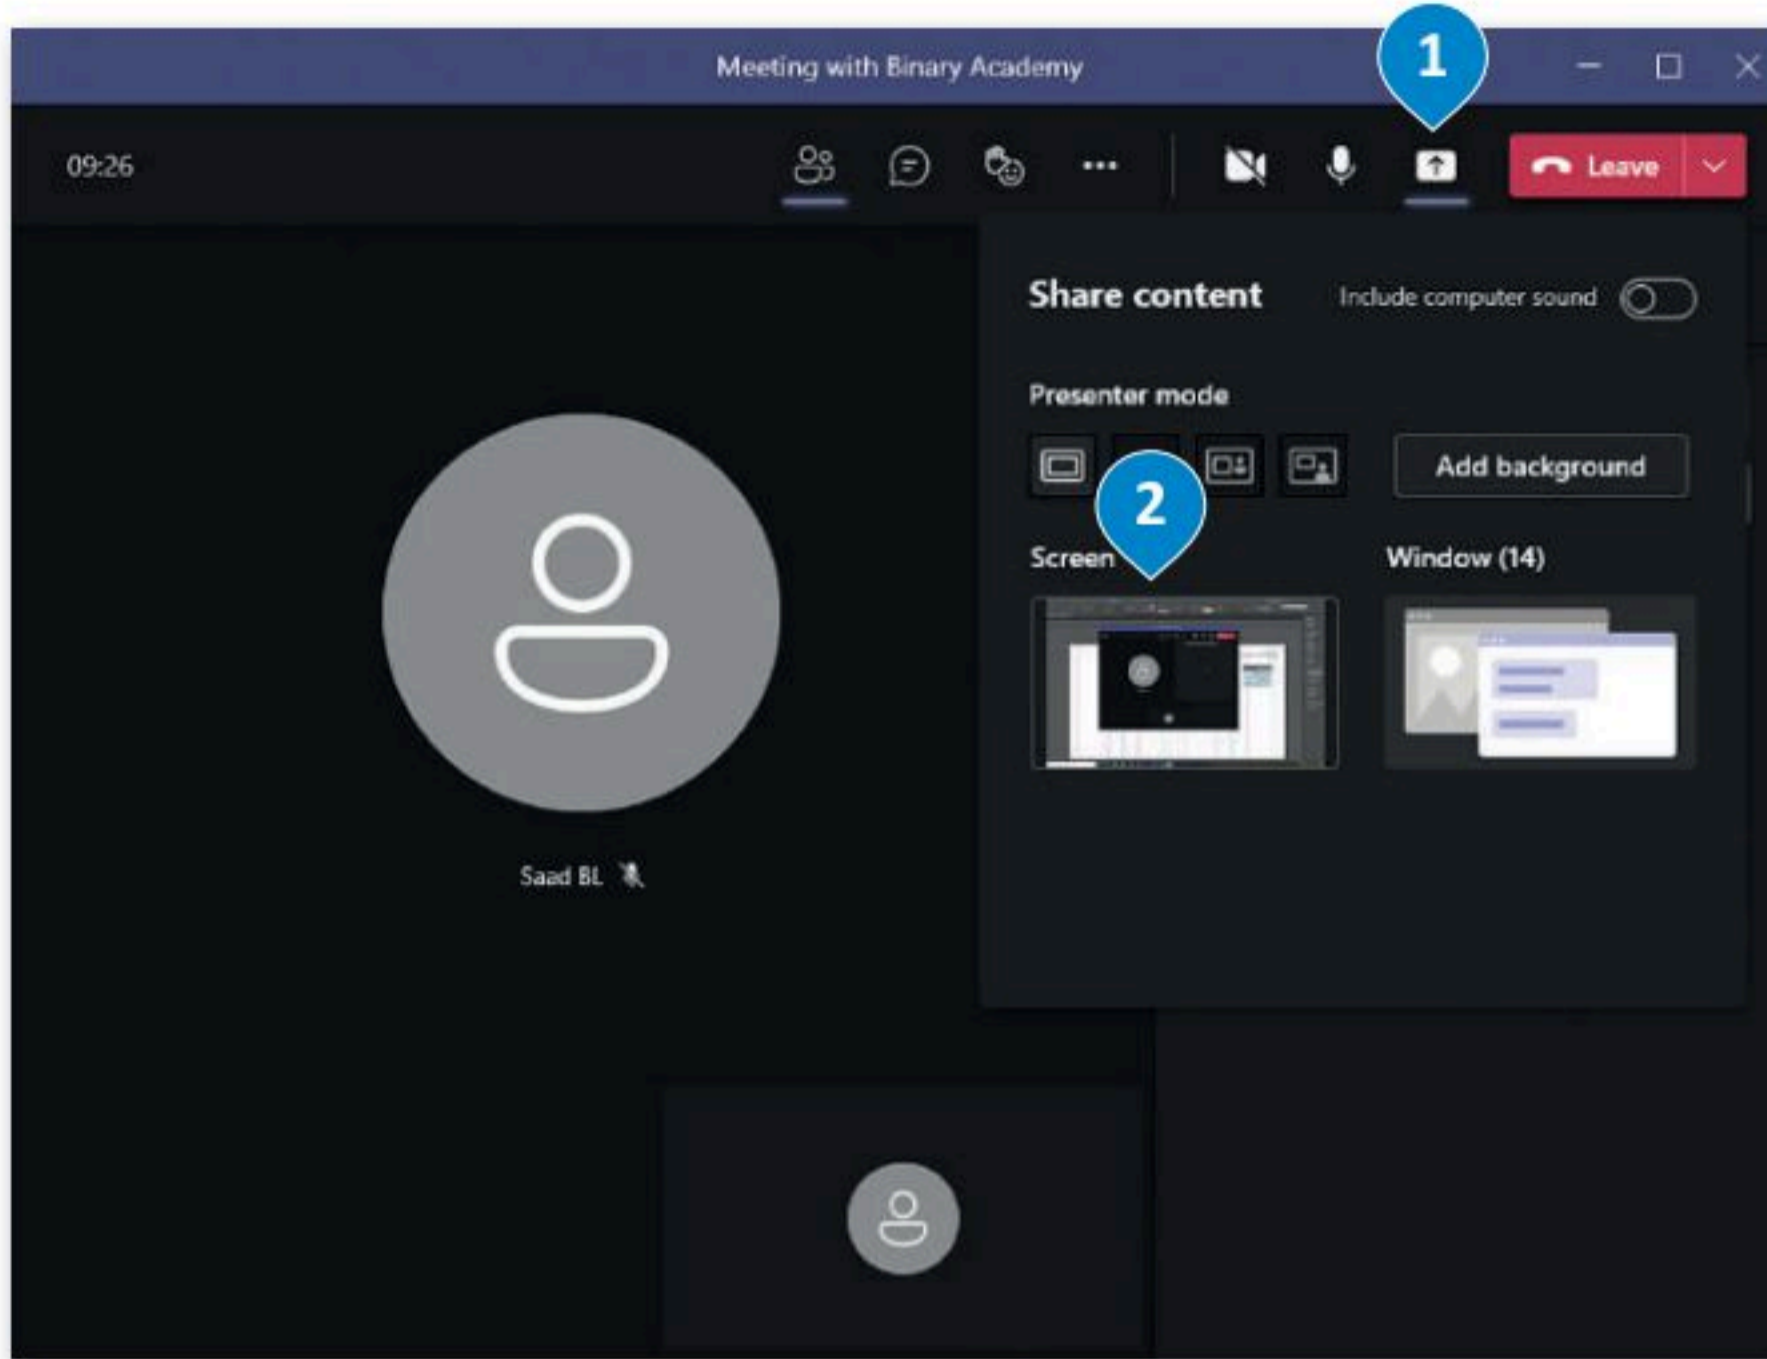 Meeting with Binary Academy
1
09:26
Leave
Share content
Include computer sound
Presenter mode
Add background
2
Screen
Window (14)
Saad BL